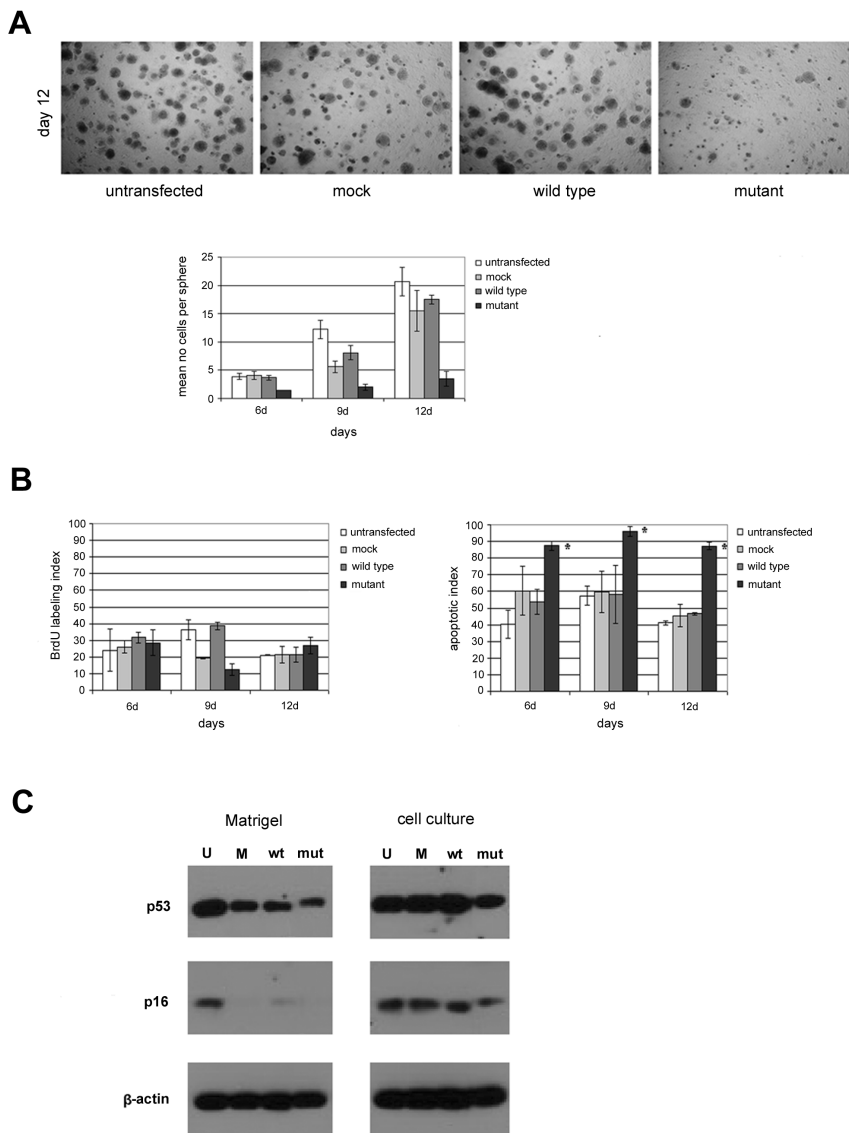 A
day 12
untransfected mock wild type mutant
mean no cells per sphere
25
20
15
10
5
0
6d 9d 12d
days
untransfected
mock
wild type
mutant
B
BrdU labeling index
100
90
80
70
60
50
40
30
20
10
0
6d 9d 12d
days
untransfected
mock
wild type
mutant
apoptotic index
100
90
80
70
60
50
40
30
20
10
0
* * *
6d 9d 12d
days
untransfected
mock
wild type
mutant
C
Matrigel cell culture
U M wt mut U M wt mut
p53
p16
β-actin